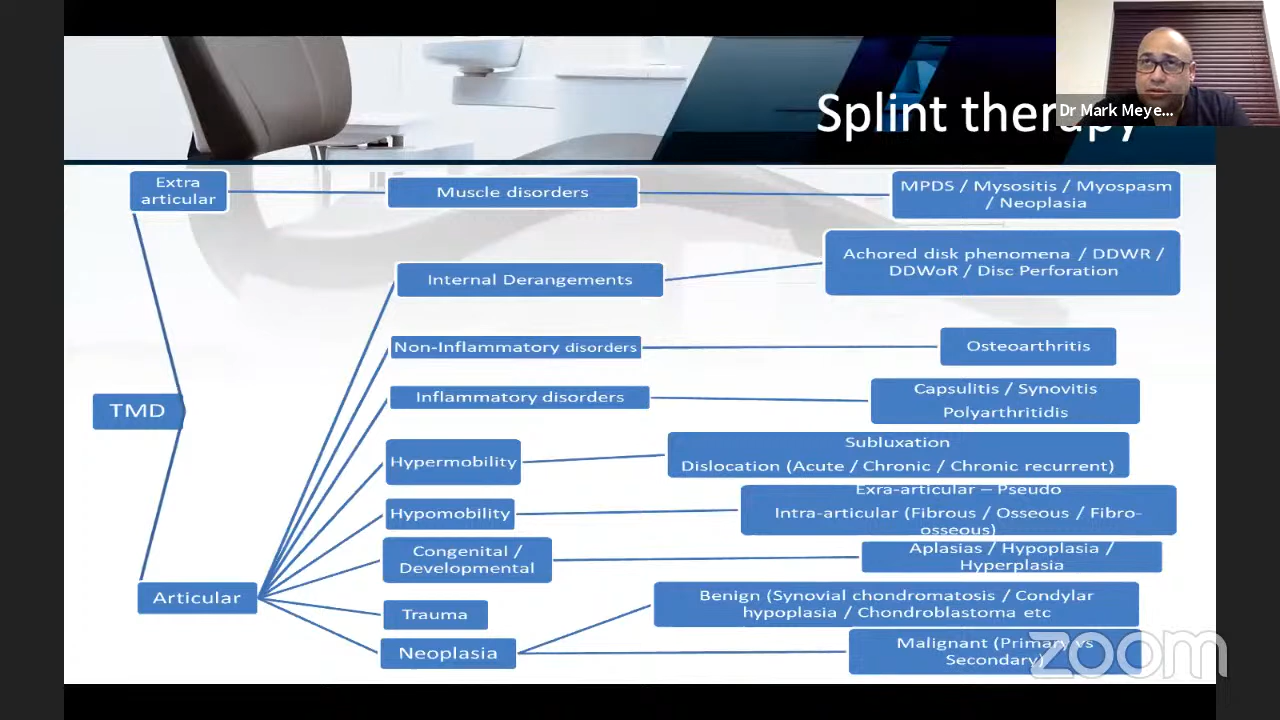 Splint therapy
Dr Mark Meye...
Extra
articular
Muscle disorders
MPDS / Mysositis / Myospasm
/ Neoplasia
Internal Derangements
Achored disk phenomena / DDWR /
DDWoR / Disc Perforation
Non-Inflammatory disorders
Osteoarthritis
Inflammatory disorders
Capsulitis / Synovitis
Polyarthritidis
TMD
Hypermobility
Subluxation
Dislocation (Acute / Chronic / Chronic recurrent)
Hypomobility
Exra-articular – Pseudo
Intra-articular (Fibrous / Osseous / Fibro-
osseous)
Congenital /
Developmental
Aplasias / Hypoplasia /
Hyperplasia
Articular
Trauma
Benign (Synovial chondromatosis / Condylar
hypoplasia / Chondroblastoma etc
Neoplasia
Malignant (Primary vs
Secondary)
zoom